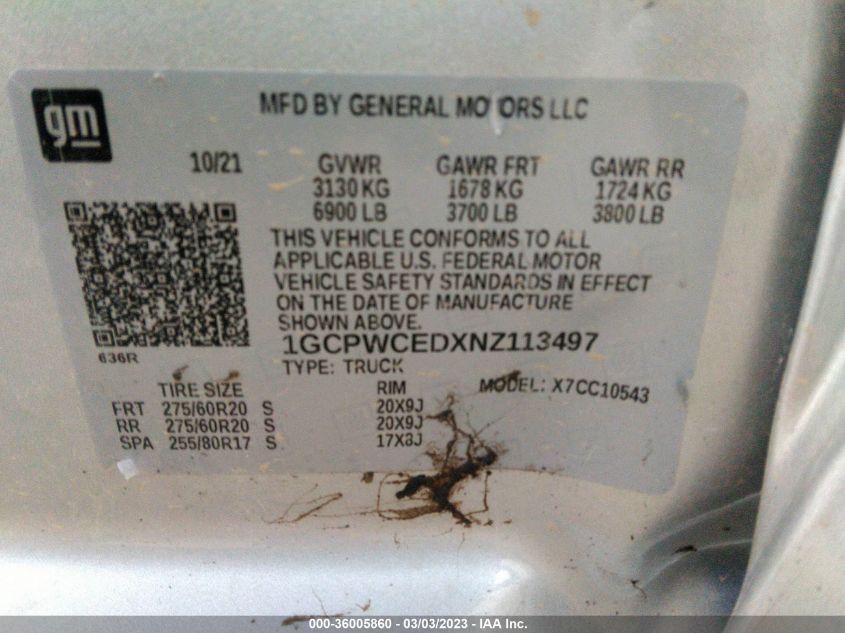 gm
MFD BY GENERAL MOTORS LLC
10/21 GVWR GAWR FRT GAWR RR
3130 KG 1678 KG 1724 KG
6900 LB 3700 LB 3800 LB
THIS VEHICLE CONFORMS TO ALL
APPLICABLE U.S. FEDERAL MOTOR
VEHICLE SAFETY STANDARDS IN EFFECT
ON THE DATE OF MANUFACTURE
SHOWN ABOVE.
636R
1GCPWCEDXNZ113497
TYPE: TRUCK
MODEL: X7CC10543
TIRE SIZE RIM
FRT 275/60R20 S 20X9J
RR 275/60R20 S 20X9J
SPA 255/80R17 S 17X8J
000-36005860 - 03/03/2023 - IAA Inc.